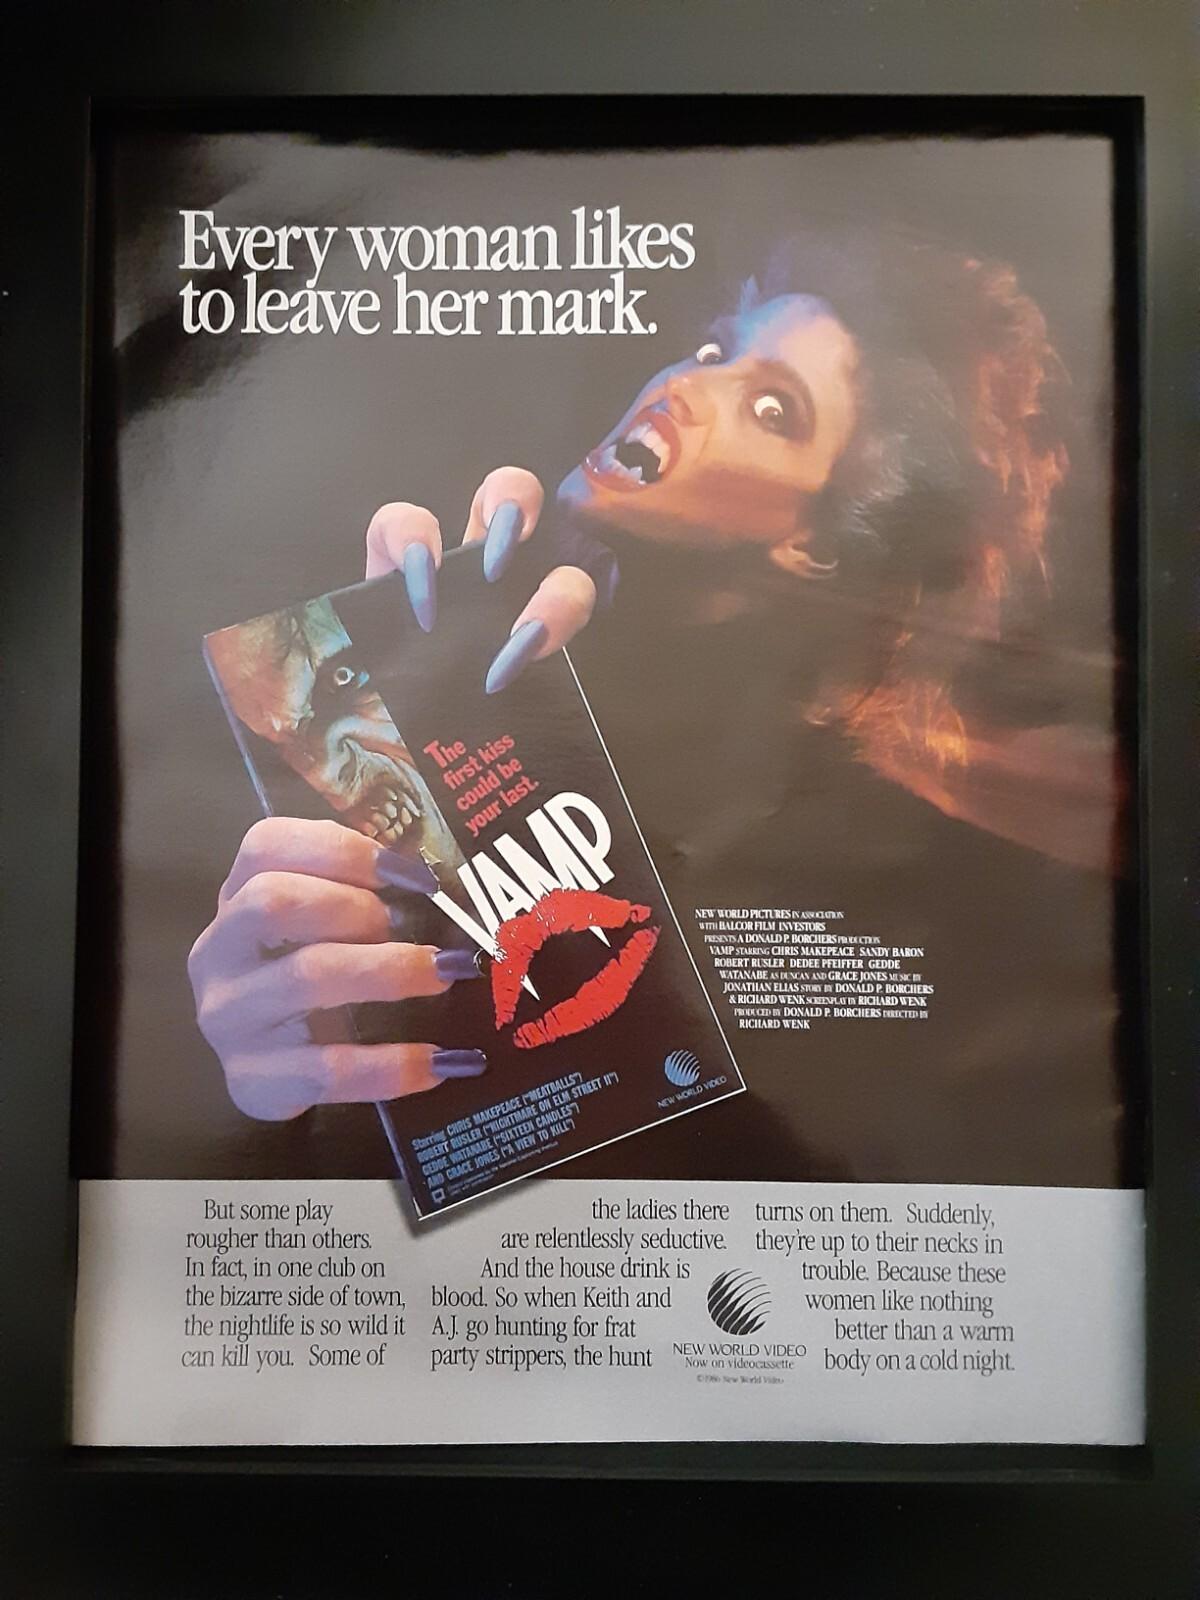 Every woman likes
to leave her mark.
The
first kiss
could be
your last.
VAMP
NEW WORLD PICTURES IN ASSOCIATION
WITH BALCOR FILM INVESTORS
PRESENTS A DONALD P. BORCHERS PRODUCTION
VAMP STARRING CHRIS MAKEPEACE SANDY BARON
ROBERT RUSLER DEDEE PFEIFFER GEDDE
WATANABE AS DUNCAN AND GRACE JONES MUSIC BY
JONATHAN ELIAS STORY BY DONALD P. BORCHERS
& RICHARD WENK SCREENPLAY BY RICHARD WENK
PRODUCED BY DONALD P. BORCHERS DIRECTED BY
RICHARD WENK
Starring CHRIS MAKEPEACE ("MEATBALLS")
ROBERT RUSLER ("NIGHTMARE ON ELM STREET II")
GEDDE WATANABE ("SIXTEEN CANDLES")
AND GRACE JONES ("A VIEW TO KILL")
NEW WORLD VIDEO
But some play
rougher than others.
In fact, in one club on
the bizarre side of town,
the nightlife is so wild it
can kill you. Some of
the ladies there
are relentlessly seductive.
And the house drink is
blood. So when Keith and
A.J. go hunting for frat
party strippers, the hunt
turns on them. Suddenly,
they're up to their necks in
trouble. Because these
women like nothing
better than a warm
body on a cold night.
NEW WORLD VIDEO
Now on videocassette
©1986 New World Video